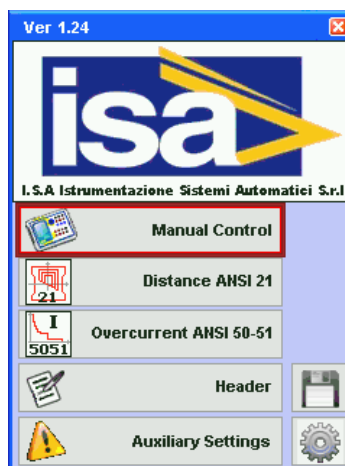 Ver 1.24
isa
I.S.A Istrumentazione Sistemi Automatici S.r.l
Manual Control
21
Distance ANSI 21
I
5051
Overcurrent ANSI 50-51
Header
Auxiliary Settings